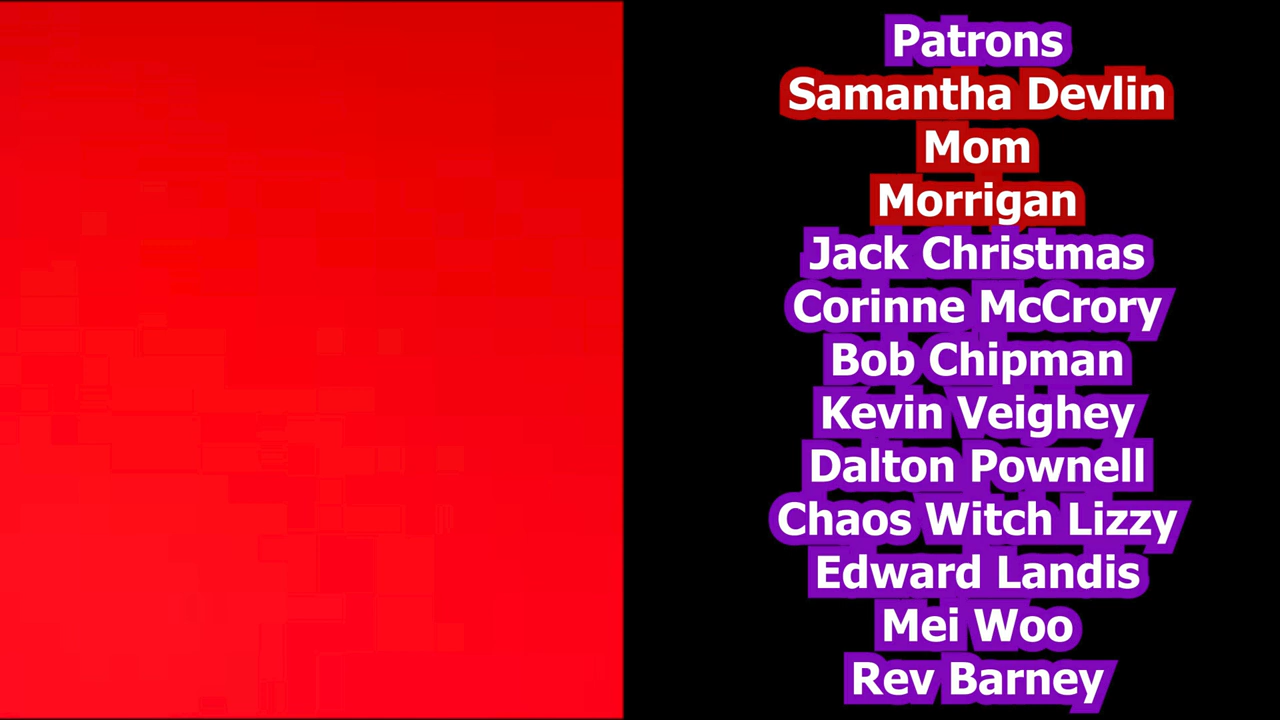 Patrons
Samantha Devlin
Mom
Morrigan
Jack Christmas
Corinne McCrory
Bob Chipman
Kevin Veighey
Dalton Pownell
Chaos Witch Lizzy
Edward Landis
Mei Woo
Rev Barney